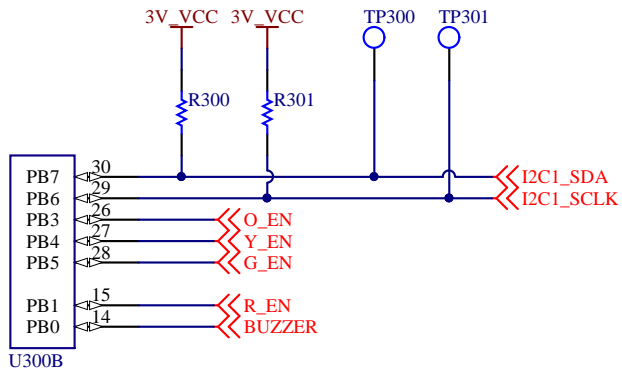 3V_VCC 3V_VCC TP300 TP301
R300 R301
PB7 30 I2C1_SDA
PB6 29 I2C1_SCLK
PB3 26 O_EN
PB4 27 Y_EN
PB5 28 G_EN
PB1 15 R_EN
PB0 14 BUZZER
U300B